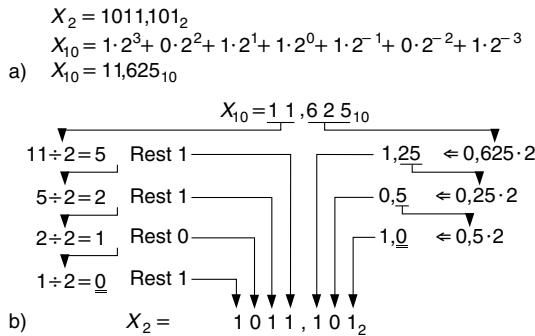 X₂ = 1011,101₂
X₁₀ = 1·2³+ 0·2²+ 1·2¹+ 1·2⁰+ 1·2⁻¹+ 0·2⁻²+ 1·2⁻³
a) X₁₀ = 11,625₁₀
X₁₀=1 1 ,6 2 5₁₀
11÷2=5 Rest 1 1,25 ⇐0,625·2
5÷2=2 Rest 1 0,5 ⇐0,25·2
2÷2=1 Rest 0 1,0 ⇐0,5·2
1÷2=0 Rest 1
b) X₂ = 1 0 1 1 , 1 0 1₂